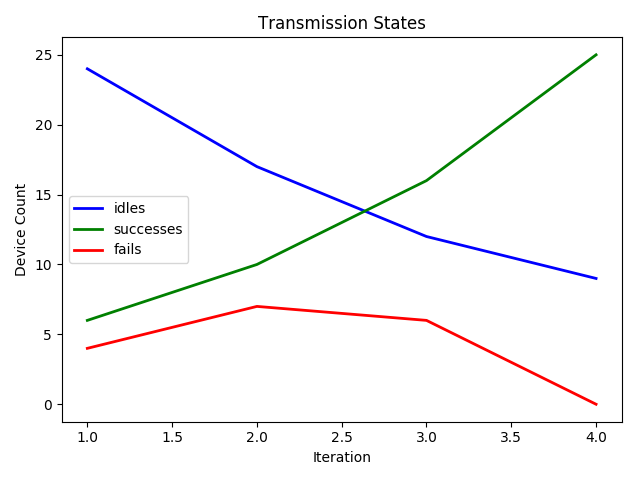 Transmission States
25
20
15
10
5
0
Device Count
idles
successes
fails
1.0 1.5 2.0 2.5 3.0 3.5 4.0
Iteration